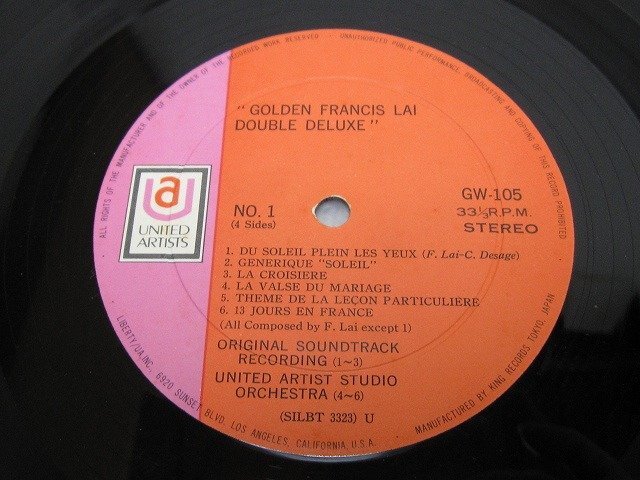 ALL RIGHTS OF THE MANUFACTURER AND OF THE OWNER OF THE RECORDED WORK RESERVED
UNAUTHORIZED PUBLIC PERFORMANCE, BROADCASTING AND COPYING OF THIS RECORD PROHIBITED
"GOLDEN FRANCIS LAI
DOUBLE DELUXE"
UA
UNITED
ARTISTS
NO. 1
(4 Sides)
GW-105
33⅓R.P.M.
STEREO
1. DU SOLEIL PLEIN LES YEUX (F. Lai-C. Desage)
2. GENERIQUE "SOLEIL"
3. LA CROISIERE
4. LA VALSE DU MARIAGE
5. THEME DE LA LEÇON PARTICULIERE
6. 13 JOURS EN FRANCE
(All Composed by F. Lai except 1)
ORIGINAL SOUNDTRACK
RECORDING (1~3)
UNITED ARTIST STUDIO
ORCHESTRA (4~6)
(SILBT 3323) U
LIBERTY/UA, INC. 6920 SUNSET BLVD., LOS ANGELES, CALIFORNIA, U.S.A.
MANUFACTURED BY KING RECORDS TOKYO, JAPAN